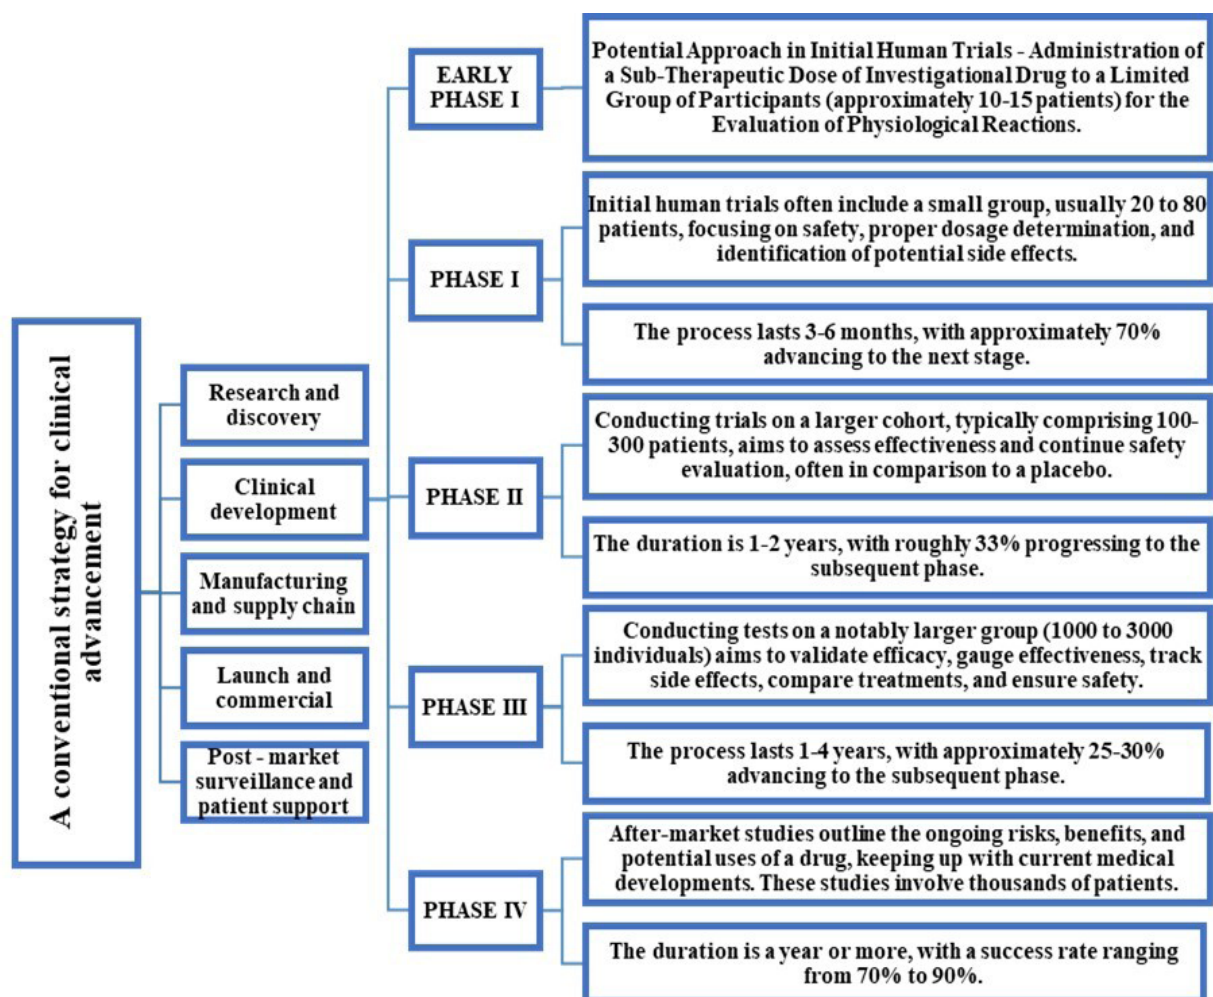 A conventional strategy for clinical
advancement
Research and
discovery
Clinical
development
Manufacturing
and supply chain
Launch and
commercial
Post - market
surveillance and
patient support
EARLY
PHASE I
Potential Approach in Initial Human Trials - Administration of
a Sub-Therapeutic Dose of Investigational Drug to a Limited
Group of Participants (approximately 10-15 patients) for the
Evaluation of Physiological Reactions.
PHASE I
Initial human trials often include a small group, usually 20 to 80
patients, focusing on safety, proper dosage determination, and
identification of potential side effects.
The process lasts 3-6 months, with approximately 70%
advancing to the next stage.
PHASE II
Conducting trials on a larger cohort, typically comprising 100-
300 patients, aims to assess effectiveness and continue safety
evaluation, often in comparison to a placebo.
The duration is 1-2 years, with roughly 33% progressing to the
subsequent phase.
PHASE III
Conducting tests on a notably larger group (1000 to 3000
individuals) aims to validate efficacy, gauge effectiveness, track
side effects, compare treatments, and ensure safety.
The process lasts 1-4 years, with approximately 25-30%
advancing to the subsequent phase.
PHASE IV
After-market studies outline the ongoing risks, benefits, and
potential uses of a drug, keeping up with current medical
developments. These studies involve thousands of patients.
The duration is a year or more, with a success rate ranging
from 70% to 90%.